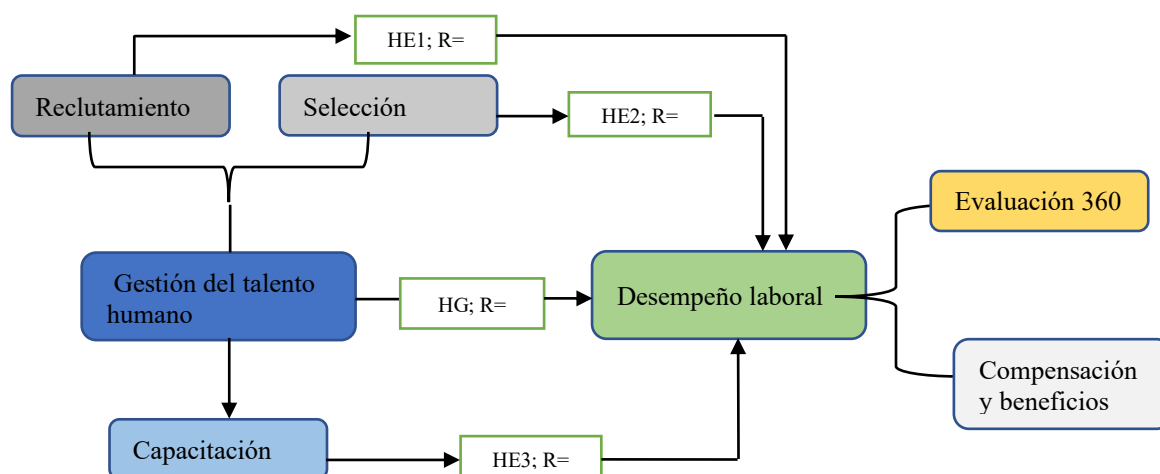 HE1; R=
Reclutamiento
Selección
HE2; R=
Evaluación 360
Gestión del talento
humano
HG; R=
Desempeño laboral
Compensación
y beneficios
Capacitación
HE3; R=